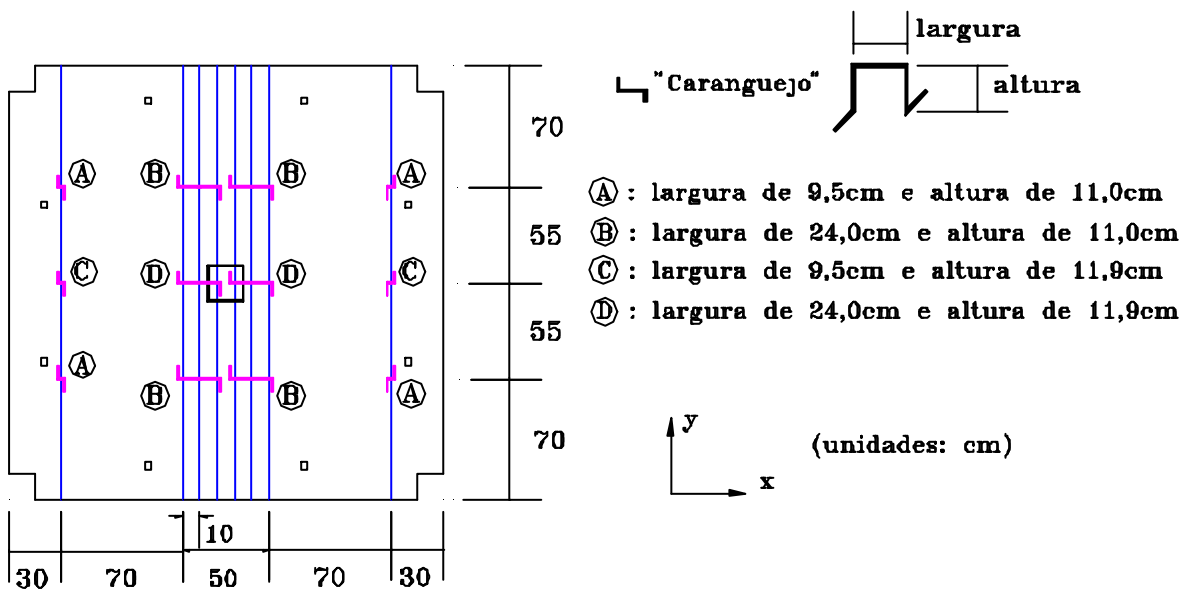 largura
"Caranguejo"
altura
70
A B B A
A : largura de 9,5cm e altura de 11,0cm
55
B : largura de 24,0cm e altura de 11,0cm
C D D C
C : largura de 9,5cm e altura de 11,9cm
D : largura de 24,0cm e altura de 11,9cm
55
A B B A
70
y
(unidades: cm)
x
10
30 70 50 70 30